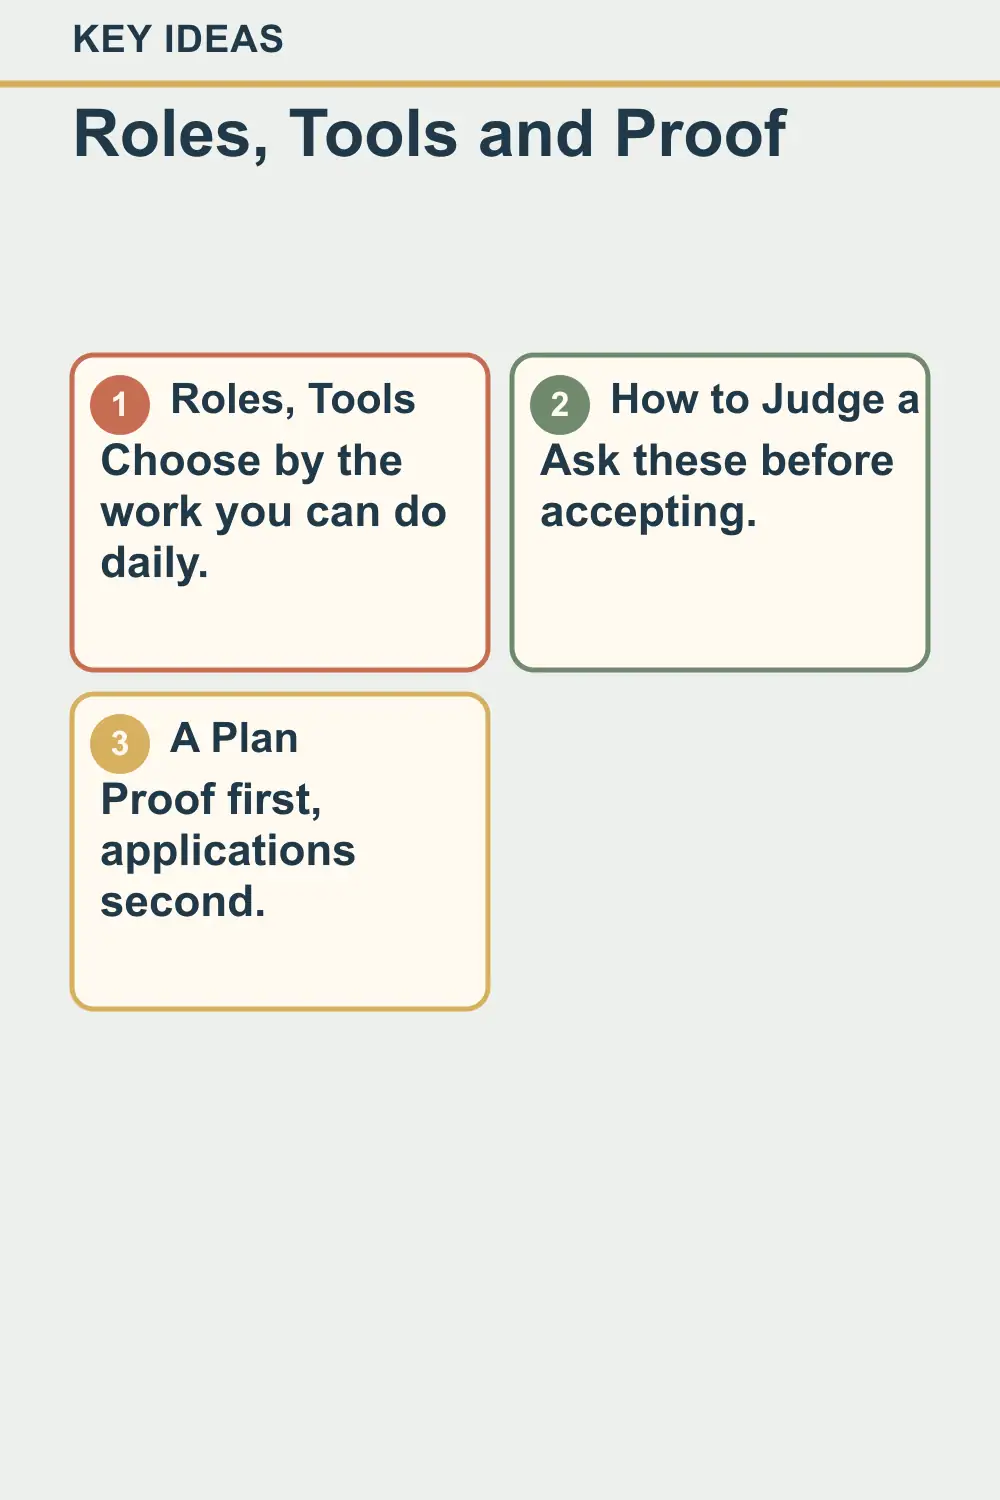 KEY IDEAS
Roles, Tools and Proof
1 Roles, Tools
Choose by the
work you can do
daily.
2 How to Judge a
Ask these before
accepting.
3 A Plan
Proof first,
applications
second.